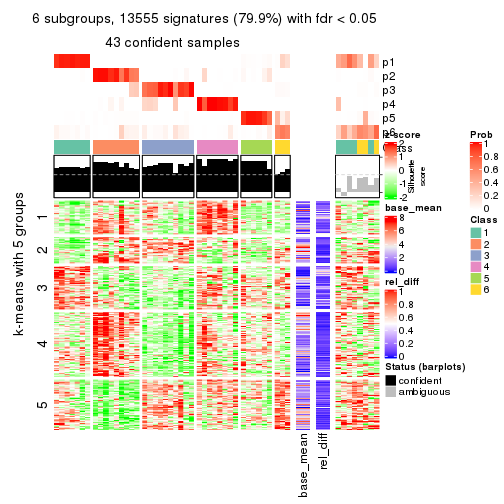 6 subgroups, 13555 signatures (79.9%) with fdr < 0.05
43 confident samples
p1
p2
p3
p4
p5
p6
Class
Silhouette
score
k-means with 5 groups
1
2
3
4
5
base_mean
rel_diff
z-score
2
1
0
-1
-2
base_mean
8
6
4
2
0
rel_diff
1
0.8
0.6
0.4
0.2
0
Status (barplots)
confident
ambiguous
Prob
1
0.8
0.6
0.4
0.2
0
Class
1
2
3
4
5
6